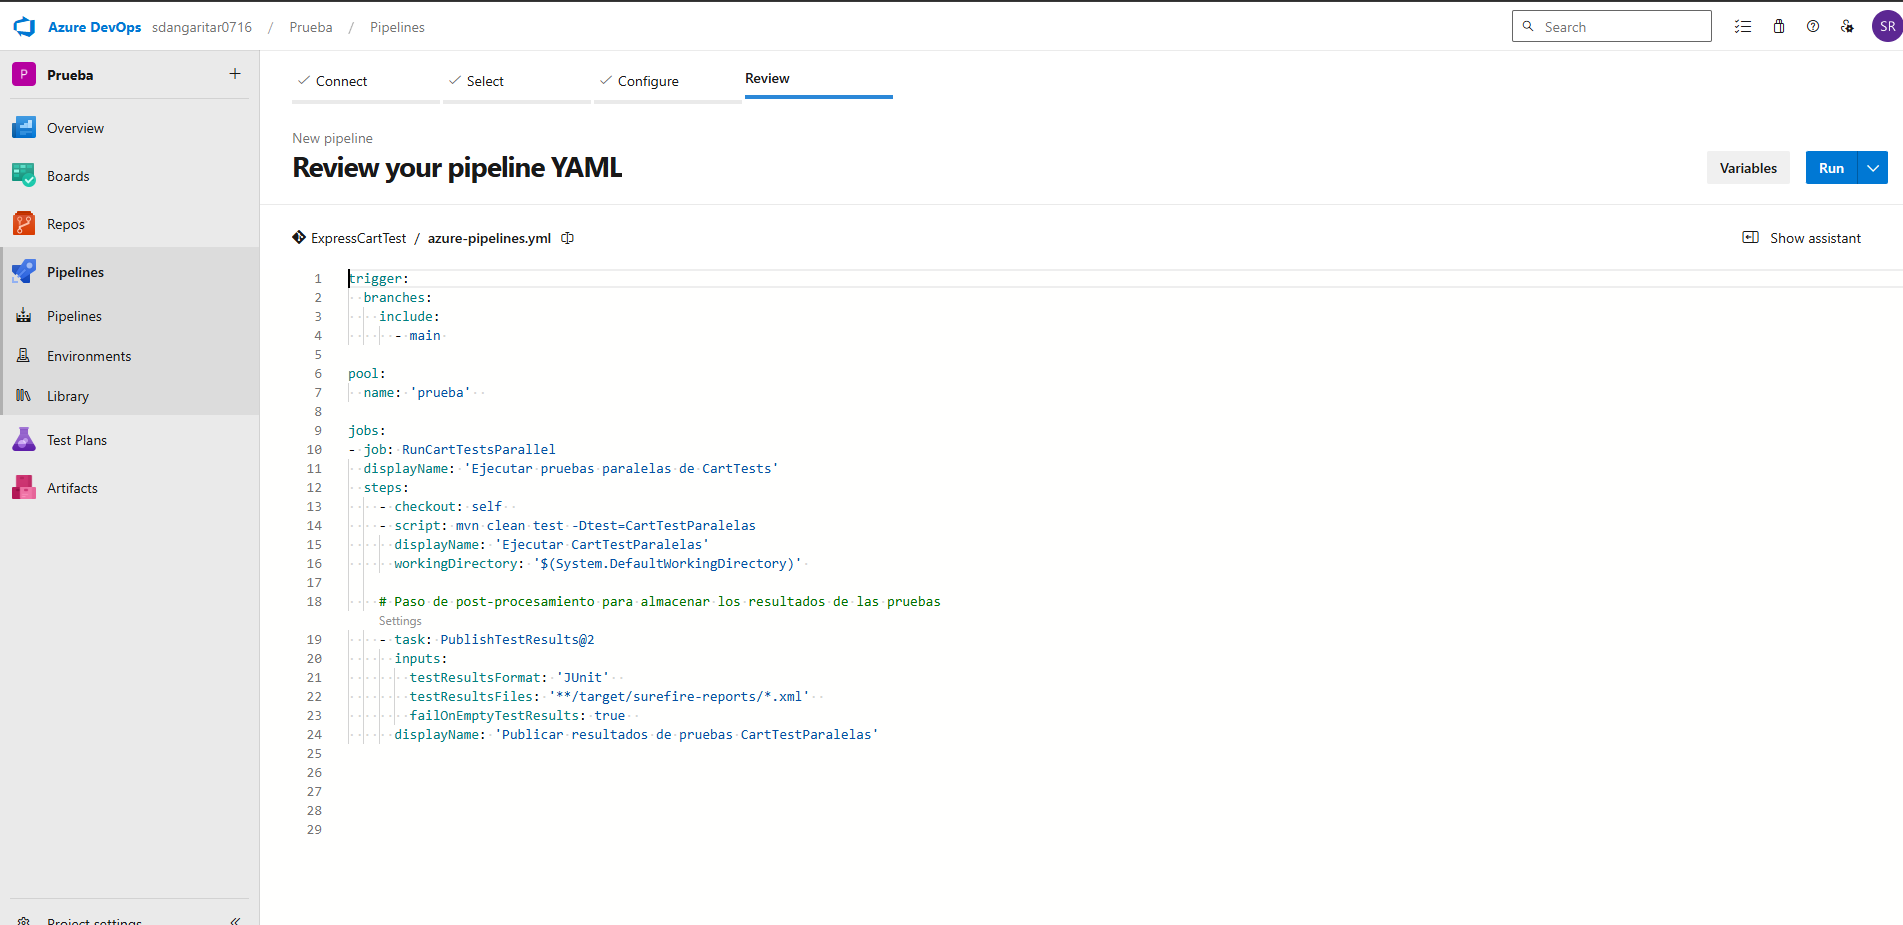 Azure DevOps sdangaritar0716 / Prueba / Pipelines
Search
SR
P Prueba +
Overview
Boards
Repos
Pipelines
Pipelines
Environments
Library
Test Plans
Artifacts
Project settings
Connect
Select
Configure
Review
New pipeline
Review your pipeline YAML
Variables
Run
ExpressCartTest / azure-pipelines.yml
Show assistant
1 trigger:
2   branches:
3     include:
4       - main
5
6 pool:
7   name: 'prueba'
8
9 jobs:
10 - job: RunCartTestsParallel
11   displayName: 'Ejecutar pruebas paralelas de CartTests'
12   steps:
13     - checkout: self
14     - script: mvn clean test -Dtest=CartTestParalelas
15       displayName: 'Ejecutar CartTestParalelas'
16       workingDirectory: '$(System.DefaultWorkingDirectory)'
17
18     # Paso de post-procesamiento para almacenar los resultados de las pruebas
Settings
19     - task: PublishTestResults@2
20       inputs:
21         testResultsFormat: 'JUnit'
22         testResultsFiles: '**/target/surefire-reports/*.xml'
23         failOnEmptyTestResults: true
24       displayName: 'Publicar resultados de pruebas CartTestParalelas'
25
26
27
28
29